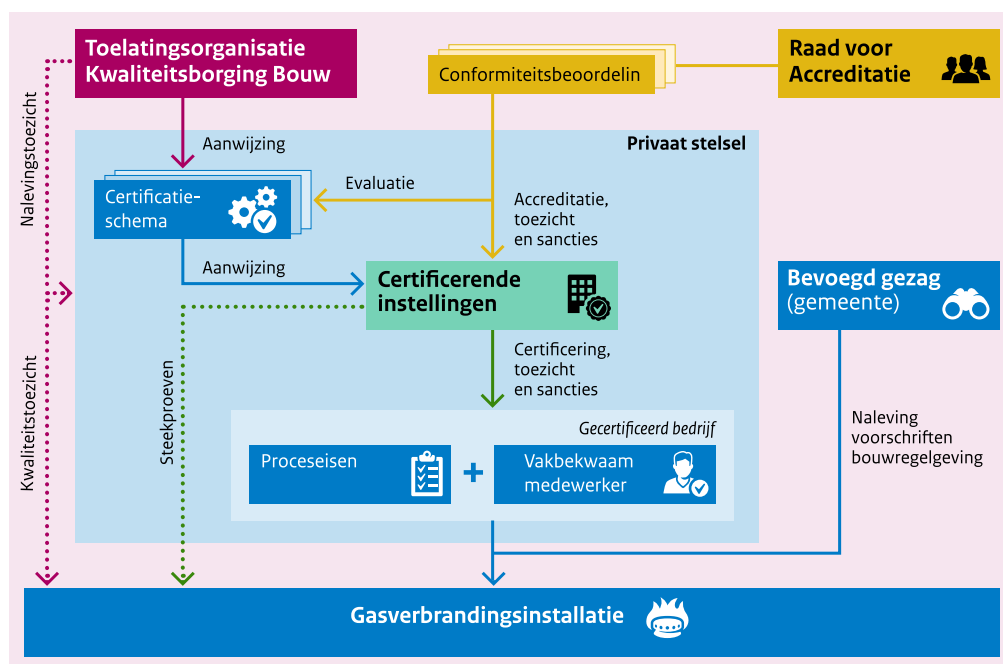 Toelatingsorganisatie
Kwaliteitsborging Bouw
Conformiteitsbeoordelin
Raad voor
Accreditatie
Nalevingstoezicht
Aanwijzing
Privaat stelsel
Certificatie-
schema
Evaluatie
Accreditatie,
toezicht
en sancties
Aanwijzing
Certificerende
instellingen
Bevoegd gezag
(gemeente)
Kwaliteitstoezicht
Steekproeven
Certificering,
toezicht
en sancties
Naleving
voorschriften
bouwregelgeving
Gecertificeerd bedrijf
Proceseisen
+
Vakbekwaam
medewerker
Gasverbrandingsinstallatie